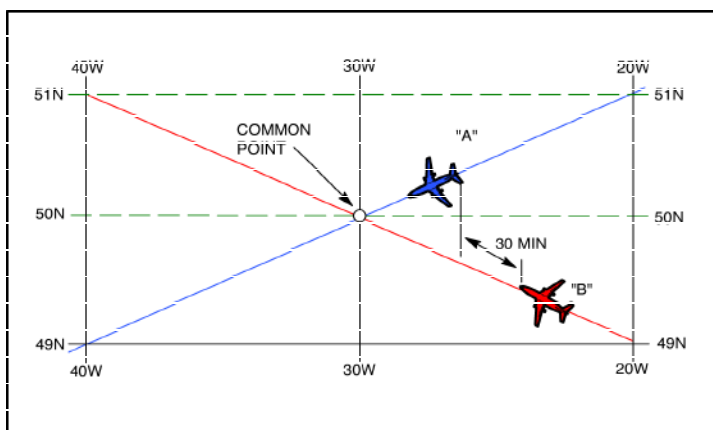 40W 30W 20W
51N 51N
COMMON
POINT
"A"
50N 50N
30 MIN
"B"
49N 49N
40W 30W 20W